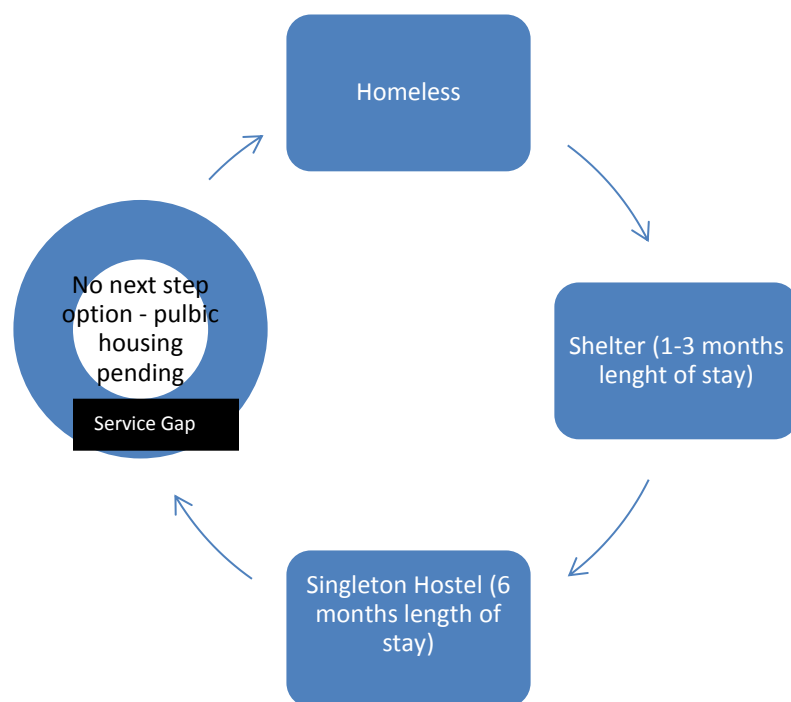 Homeless
Shelter (1-3 months
lenght of stay)
Singleton Hostel (6
months length of
stay)
No next step
option - pulbic
housing
pending
Service Gap